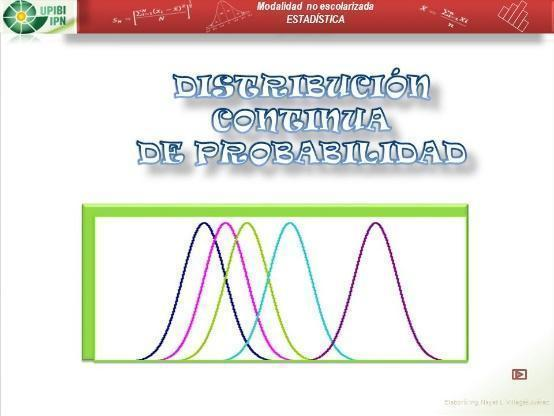 UPIBI
IPN
Modalidad no escolarizada
ESTADÍSTICA
DISTRIBUCIÓN
CONTINUA
DE PROBABILIDAD